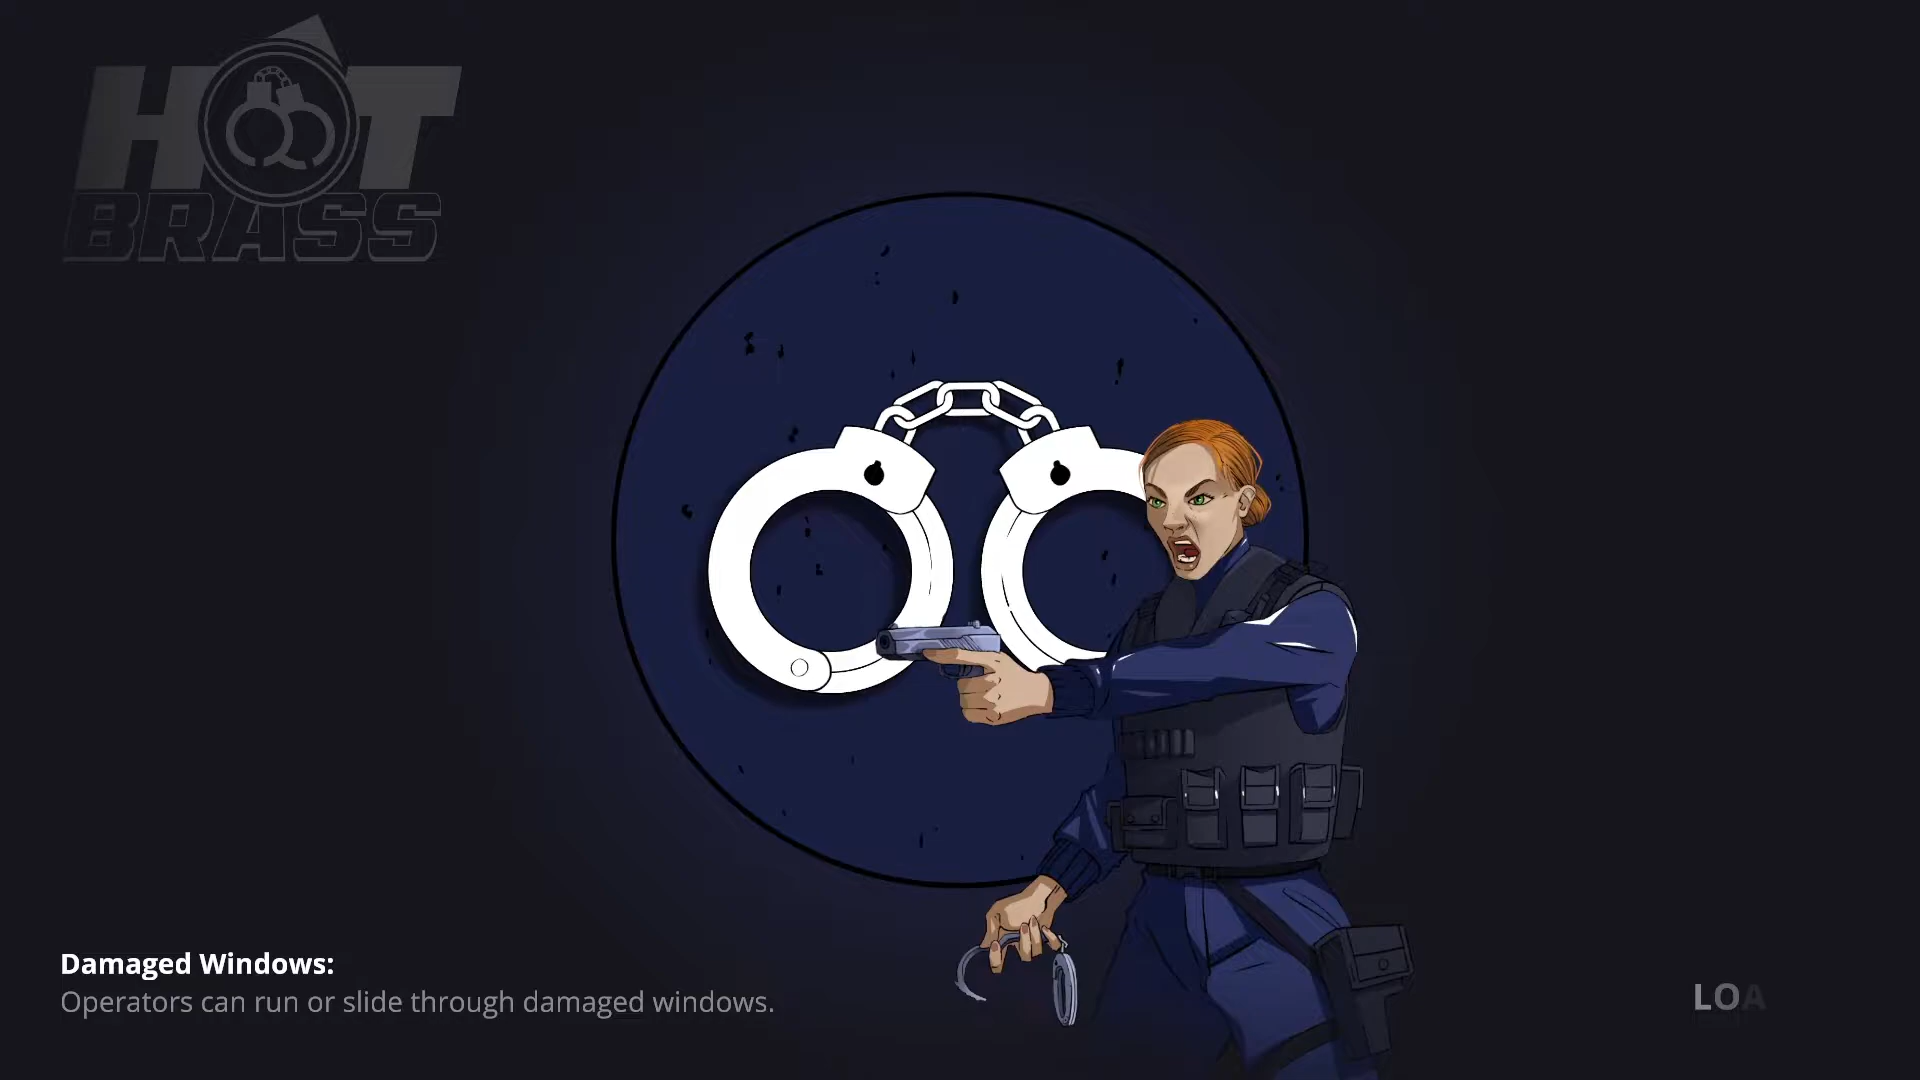 HOT
BRASS
Damaged Windows:
Operators can run or slide through damaged windows.
LOA